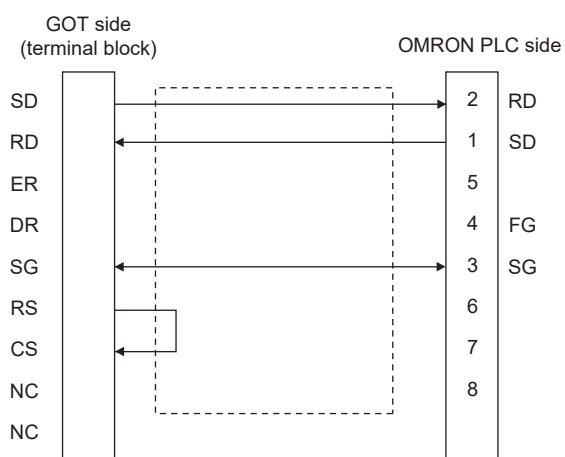 GOT side
(terminal block)
OMRON PLC side
SD 2 RD
RD 1 SD
ER 5
DR 4 FG
SG 3 SG
RS 6
CS 7
NC 8
NC